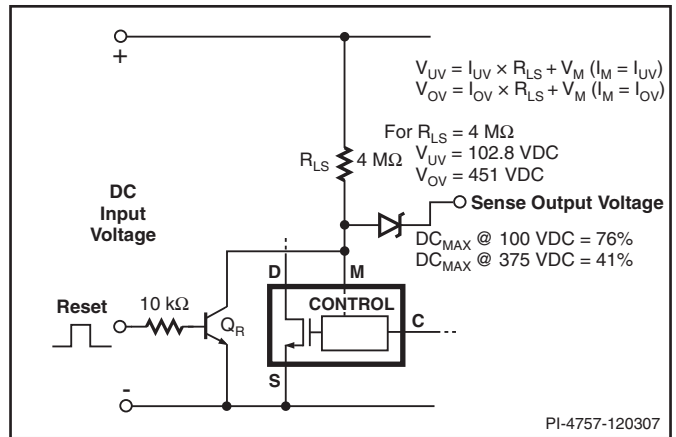 +
V_UV = I_UV × R_LS + V_M (I_M = I_UV)
V_OV = I_OV × R_LS + V_M (I_M = I_OV)
For R_LS = 4 MΩ
V_UV = 102.8 VDC
V_OV = 451 VDC
R_LS
4 MΩ
DC
Input
Voltage
Sense Output Voltage
DC_MAX @ 100 VDC = 76%
DC_MAX @ 375 VDC = 41%
D
M
CONTROL
C
Reset
10 kΩ
Q_R
S
-
PI-4757-120307